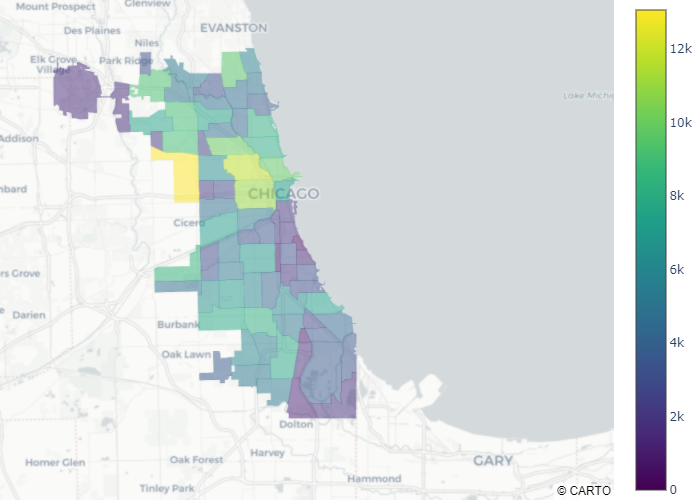 Mount Prospect
Glenview
Des Plaines
EVANSTON
Niles
Elk Grove
Village
Park Ridge
Lake Michi
Addison
mbard
CHICAGO
Cicero
rs Grove
Darien
Burbank
Oak Lawn
Dolton
Harvey
GARY
Homer Glen
Oak Forest
Hammond
Tinley Park
© CARTO
12k
10k
8k
6k
4k
2k
0